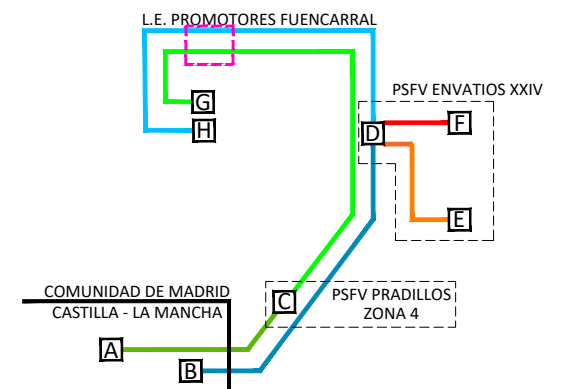 L.E. PROMOTORES FUENCARRAL
PSFV ENVATIOS XXIV
G
F
H
D
E
COMUNIDAD DE MADRID
C
PSFV PRADILLOS
ZONA 4
CASTILLA - LA MANCHA
A
B